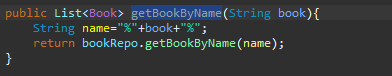 public List<Book> getBookByName(String book){
String name="%"+book+"%";
return bookRepo.getBookByName(name);
}